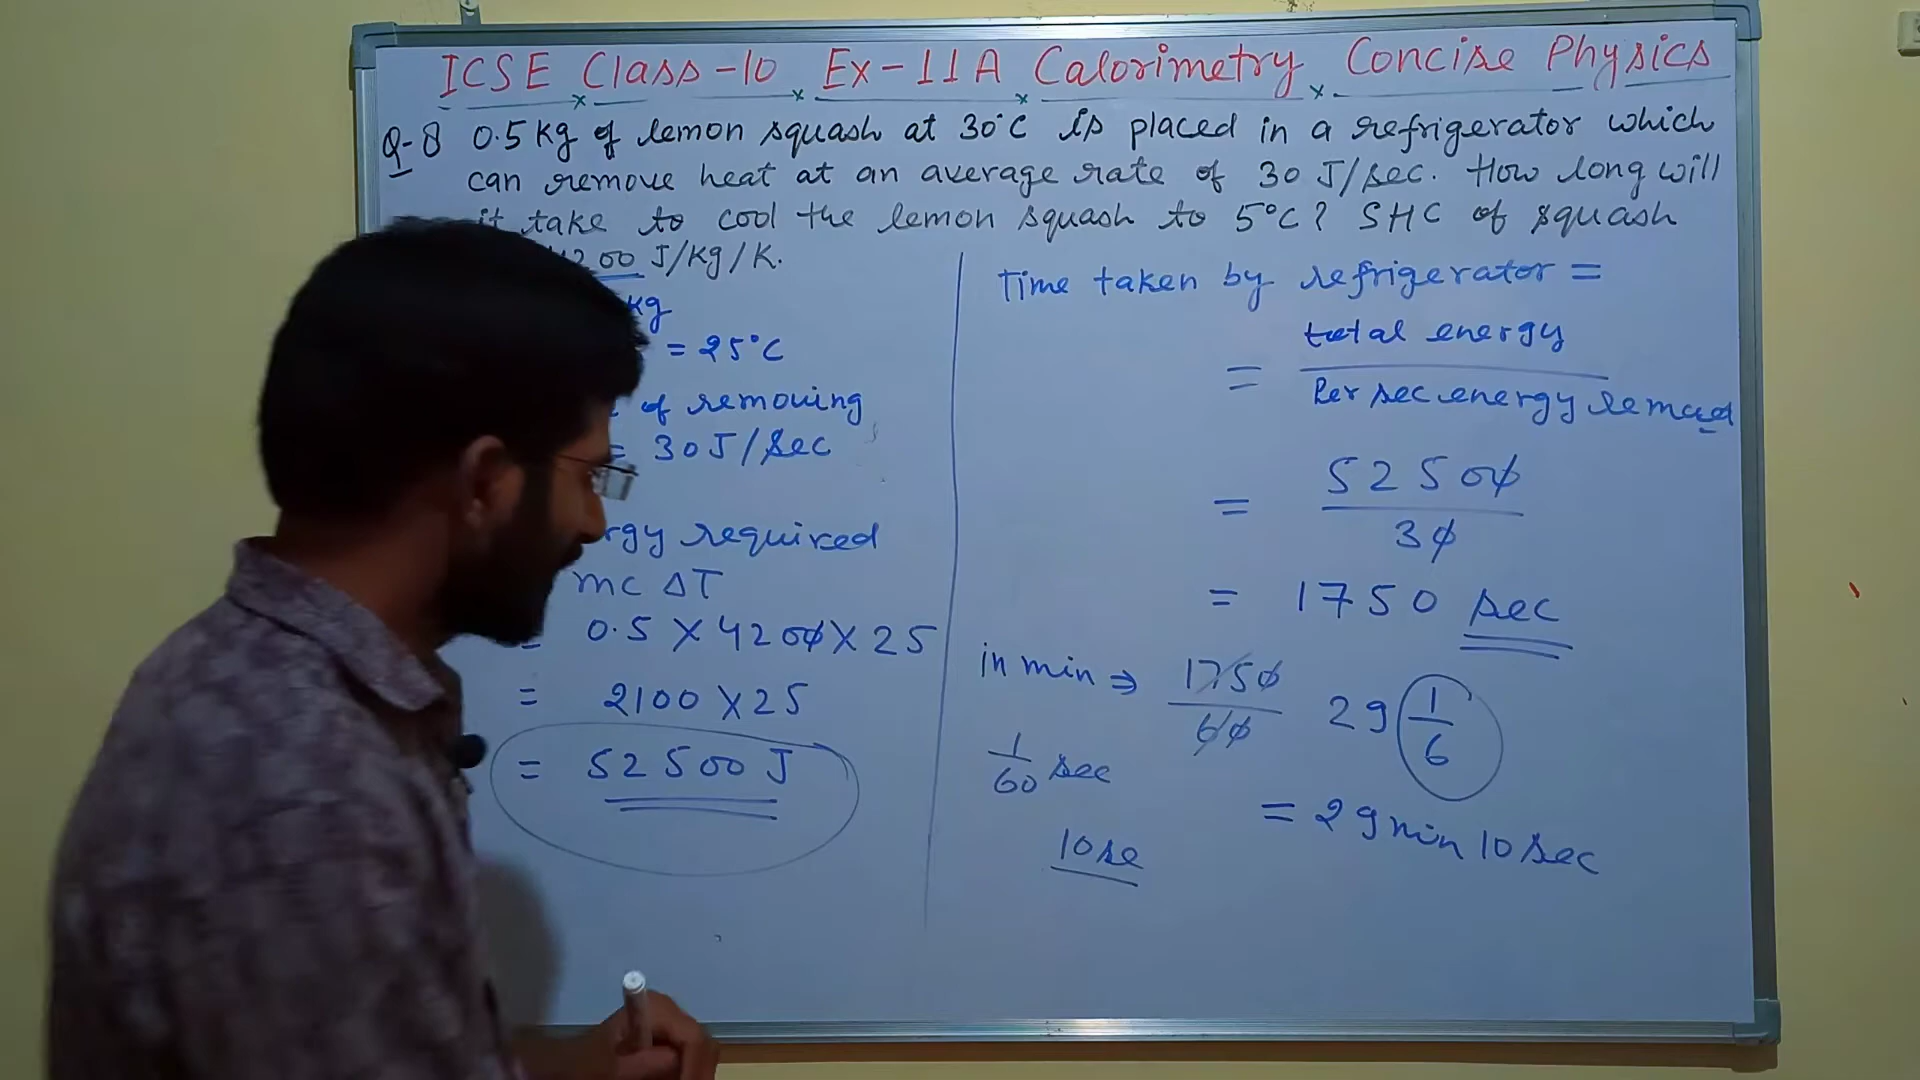 ICSE Class-10 Ex-11A Calorimetry Concise Physics
Q-8 0.5 kg of lemon squash at 30°C is placed in a refrigerator which
can remove heat at an average rate of 30 J/sec. How long will
it take to cool the lemon squash to 5°C? SHC of squash
4200 J/kg/K.
kg
= 25°C
of removing
= 30 J/sec
required
mc ΔT
0.5 X 4200 X 25
= 2100 X 25
= 52500 J
Time taken by refrigerator =
= total energy
Per sec energy removed
= 52500
30
= 1750 sec
in min ⇒ 1750 29 1
60 6
1
60 sec
= 29 min 10 sec
10 se